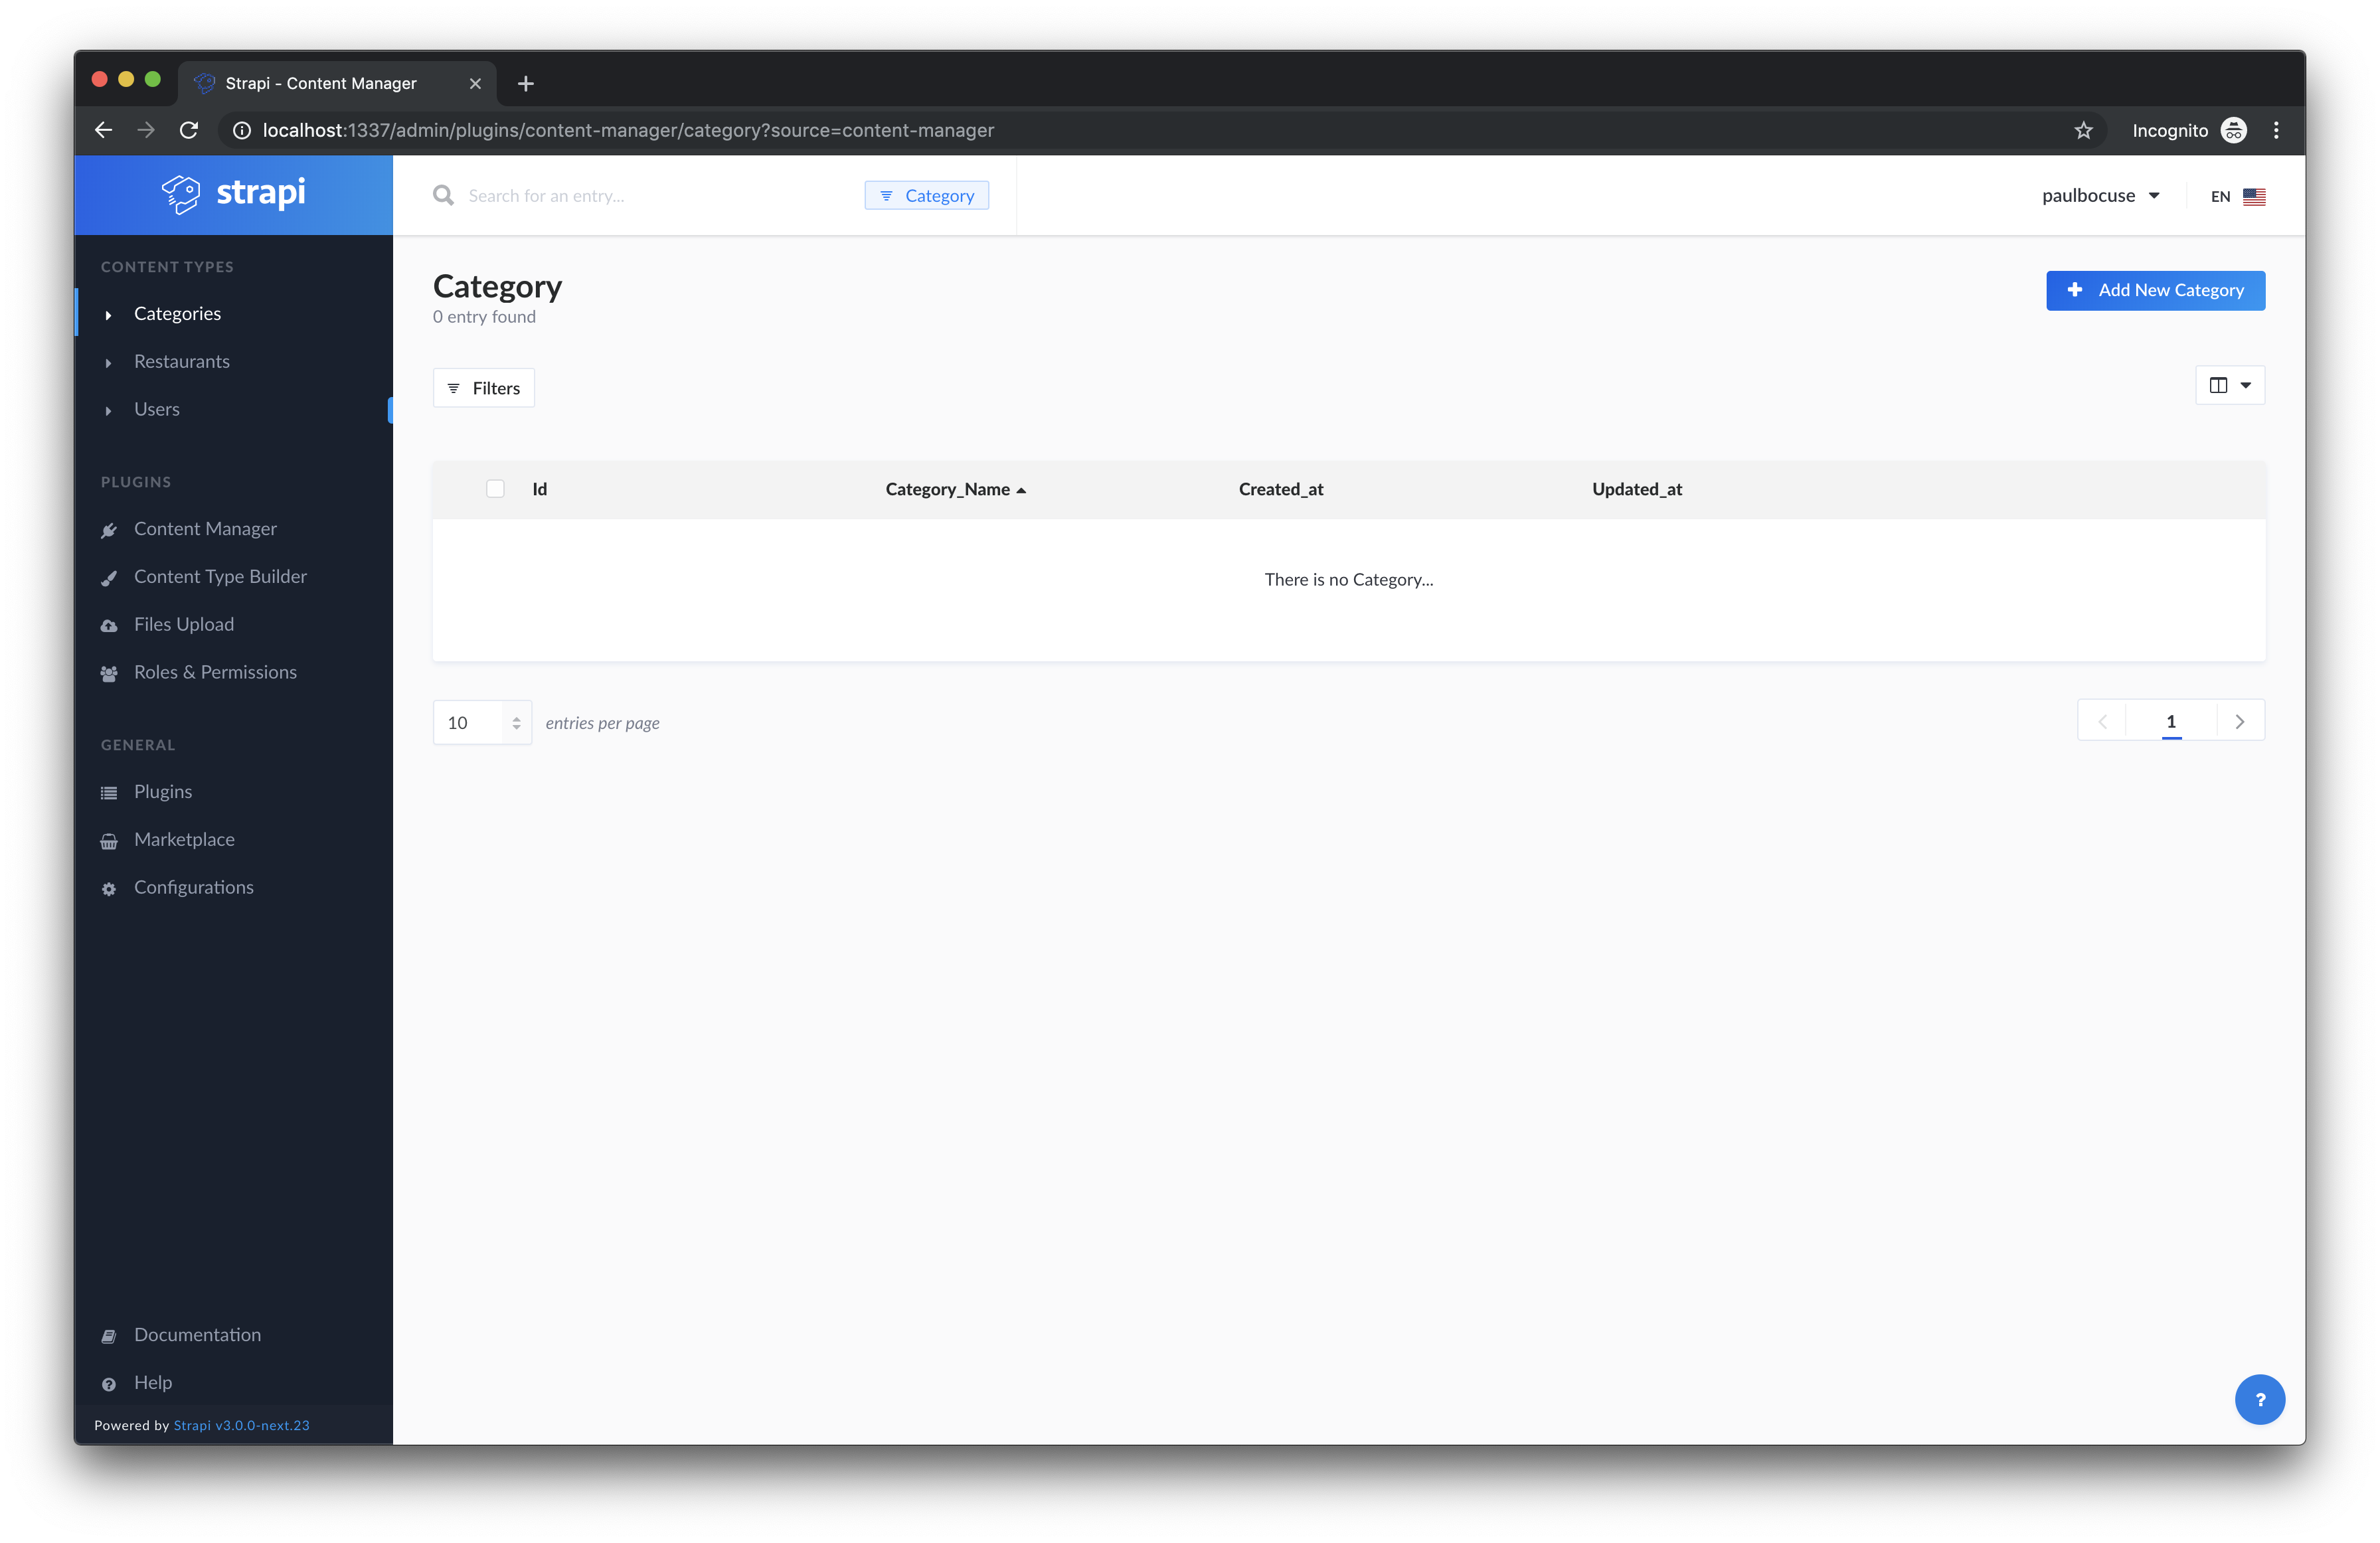 Strapi - Content Manager
localhost:1337/admin/plugins/content-manager/category?source=content-manager
Incognito
strapi
Search for an entry...
Category
paulbocuse
EN
CONTENT TYPES
Categories
Restaurants
Users
PLUGINS
Content Manager
Content Type Builder
Files Upload
Roles & Permissions
GENERAL
Plugins
Marketplace
Configurations
Documentation
Help
Powered by Strapi v3.0.0-next.23
Category
0 entry found
Add New Category
Filters
Id Category_Name Created_at Updated_at
There is no Category...
10 entries per page
1
?